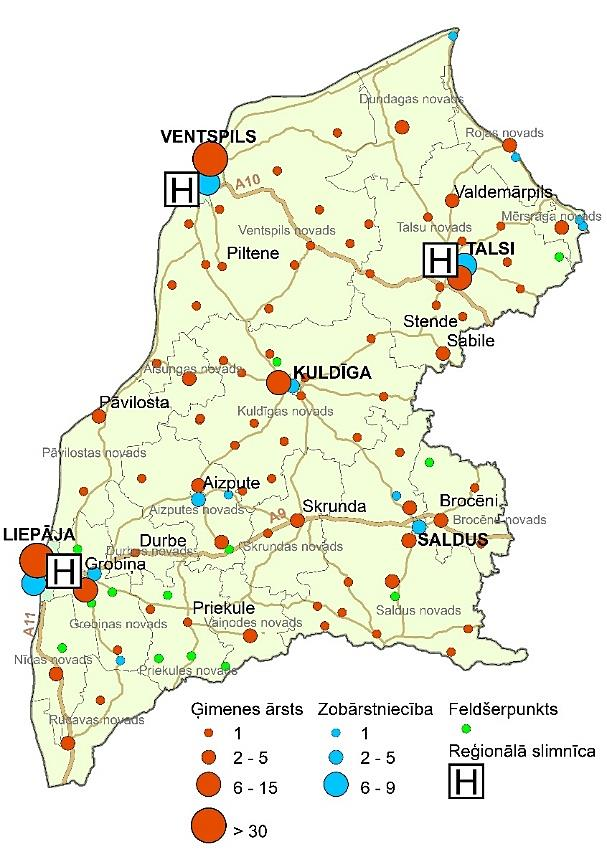 Dundagas novads
VENTSPILS
Rojas novads
H
A10
Valdemārpils
Mērsraga novads
Ventspils novads
Talsu novads
Piltene
H
TALSI
Stende
Sabile
Alsungas novads
KULDĪGA
Pāvilosta
Kuldīgas novads
Pāvilostas novads
Aizpute
Brocēni
Aizputes novads
A9
Skrunda
Brocēnu novads
LIEPĀJA
Durbe
SALDUS
Durbes novads
Skrundas novads
H
Grobiņa
Priekule
Saldus novads
A11
Grobiņas novads
Vaiņodes novads
Nīcas novads
Priekules novads
Rucavas novads
Ģimenes ārsts
Zobārstniecība
Feldšerpunkts
1
1
2 - 5
2 - 5
Reģionālā slimnīca
6 - 15
6 - 9
H
> 30